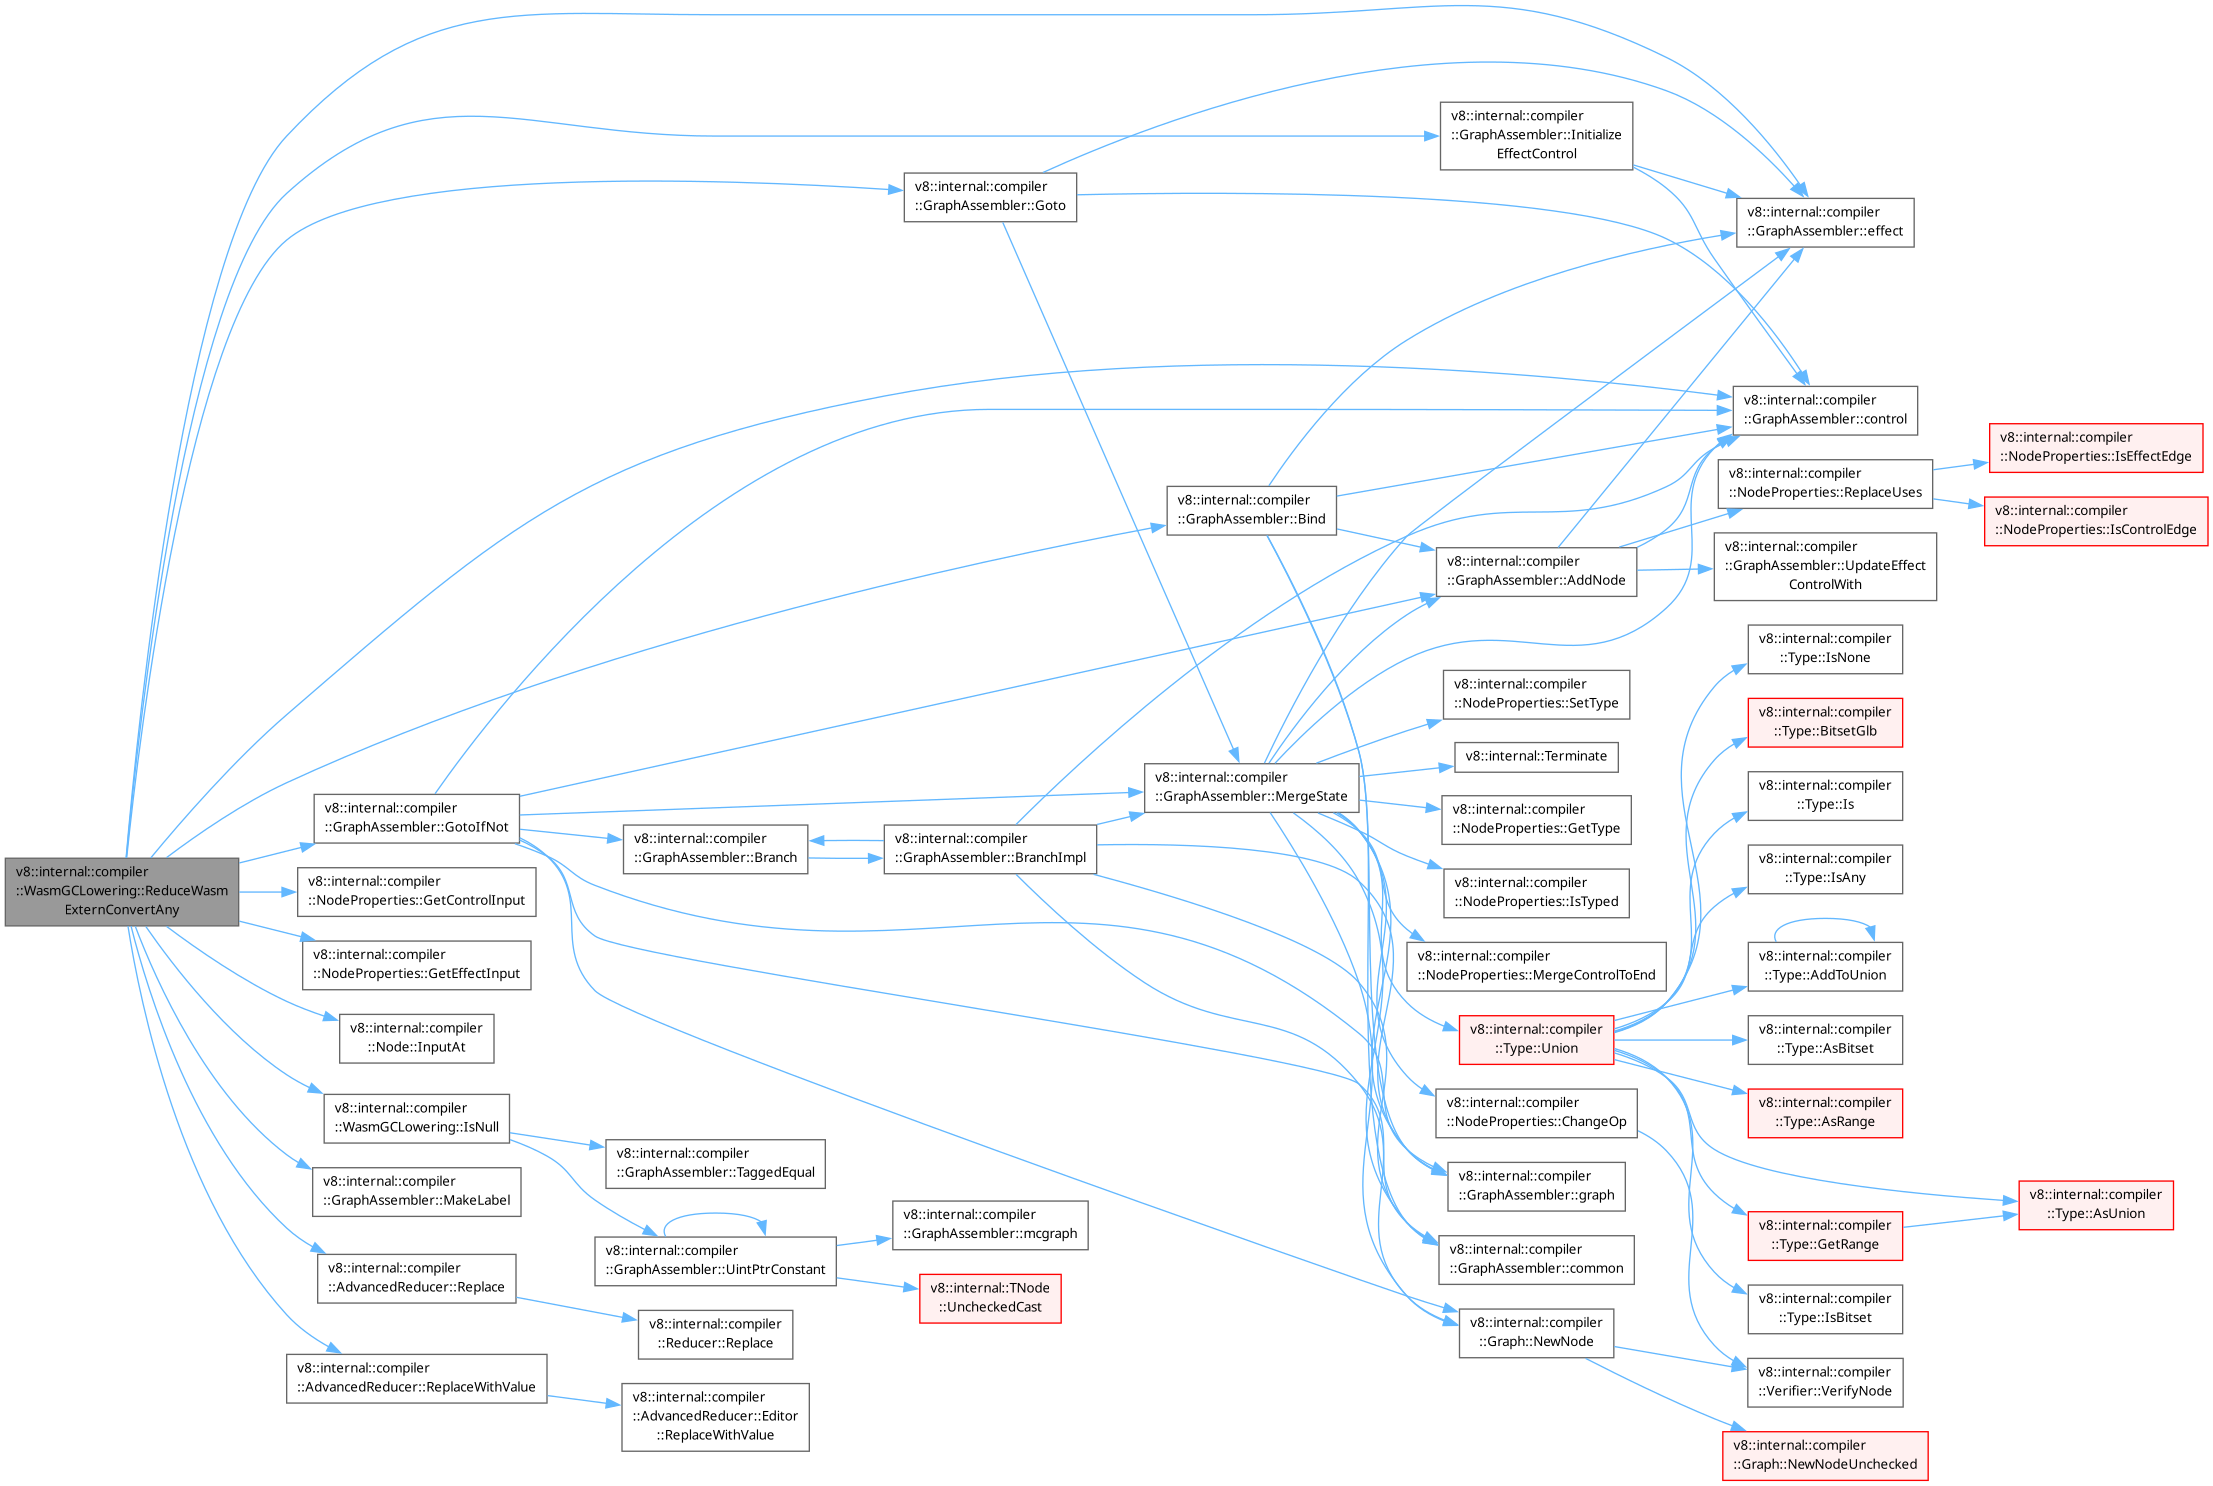 v8::internal::compiler
::WasmGCLowering::ReduceWasm
ExternConvertAny
v8::internal::compiler
::GraphAssembler::GotoIfNot
v8::internal::compiler
::NodeProperties::GetControlInput
v8::internal::compiler
::NodeProperties::GetEffectInput
v8::internal::compiler
::Node::InputAt
v8::internal::compiler
::WasmGCLowering::IsNull
v8::internal::compiler
::GraphAssembler::MakeLabel
v8::internal::compiler
::AdvancedReducer::Replace
v8::internal::compiler
::AdvancedReducer::ReplaceWithValue
v8::internal::compiler
::GraphAssembler::Branch
v8::internal::compiler
::GraphAssembler::TaggedEqual
v8::internal::compiler
::GraphAssembler::UintPtrConstant
v8::internal::compiler
::Reducer::Replace
v8::internal::compiler
::AdvancedReducer::Editor
::ReplaceWithValue
v8::internal::compiler
::GraphAssembler::Goto
v8::internal::compiler
::GraphAssembler::BranchImpl
v8::internal::compiler
::GraphAssembler::mcgraph
v8::internal::TNode
::UncheckedCast
v8::internal::compiler
::GraphAssembler::Bind
v8::internal::compiler
::GraphAssembler::MergeState
v8::internal::compiler
::GraphAssembler::Initialize
EffectControl
v8::internal::compiler
::GraphAssembler::AddNode
v8::internal::compiler
::NodeProperties::SetType
v8::internal::Terminate
v8::internal::compiler
::NodeProperties::GetType
v8::internal::compiler
::NodeProperties::IsTyped
v8::internal::compiler
::NodeProperties::MergeControlToEnd
v8::internal::compiler
::Type::Union
v8::internal::compiler
::NodeProperties::ChangeOp
v8::internal::compiler
::GraphAssembler::graph
v8::internal::compiler
::GraphAssembler::common
v8::internal::compiler
::Graph::NewNode
v8::internal::compiler
::GraphAssembler::effect
v8::internal::compiler
::GraphAssembler::control
v8::internal::compiler
::NodeProperties::ReplaceUses
v8::internal::compiler
::GraphAssembler::UpdateEffect
ControlWith
v8::internal::compiler
::Type::IsNone
v8::internal::compiler
::Type::BitsetGlb
v8::internal::compiler
::Type::Is
v8::internal::compiler
::Type::IsAny
v8::internal::compiler
::Type::AddToUnion
v8::internal::compiler
::Type::AsBitset
v8::internal::compiler
::Type::AsRange
v8::internal::compiler
::Type::GetRange
v8::internal::compiler
::Type::IsBitset
v8::internal::compiler
::Verifier::VerifyNode
v8::internal::compiler
::Graph::NewNodeUnchecked
v8::internal::compiler
::NodeProperties::IsEffectEdge
v8::internal::compiler
::NodeProperties::IsControlEdge
v8::internal::compiler
::Type::AsUnion